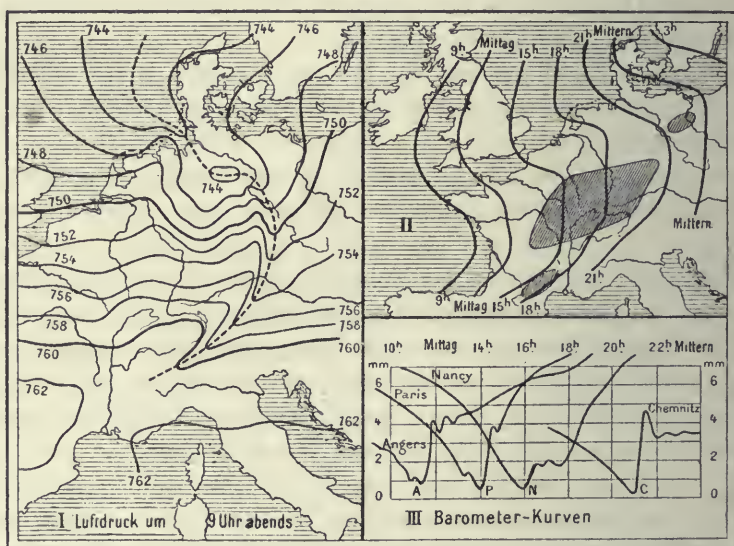 744
746
744
746
748
750
748
744
750
752
752
754
754
756
756
758
758
760
760
762
762
762
I Luftdruck um 9 Uhr abends
9h Mittag 15h 18h 21h Mittern 3h
II
Mittern.
9h Mittag 15h 18h 21h
10h Mittag 14h 16h 18h 20h 22h Mittern
mm mm
6 6
4 4
2 2
0 0
Nancy
Paris
Angers
Chemnitz
A P N C
III Barometer-Kurven